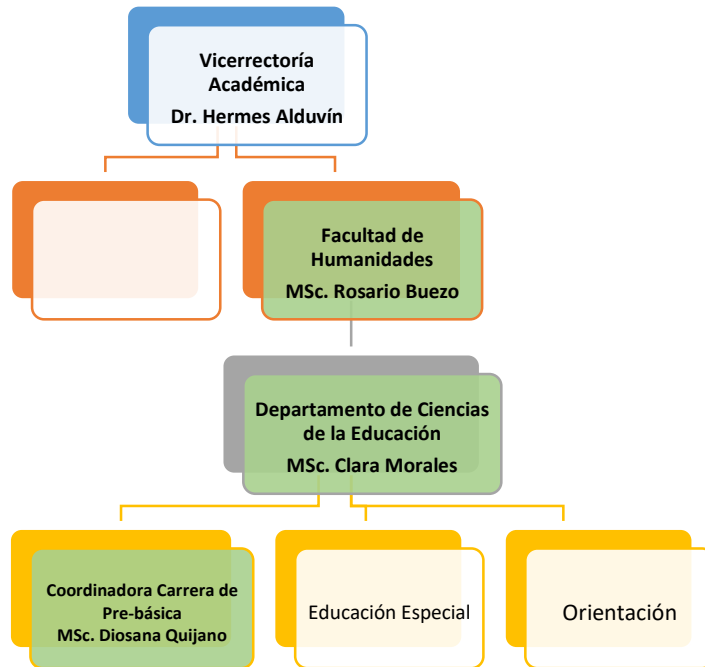 Vicerrectoría
Académica
Dr. Hermes Alduvín
Facultad de
Humanidades
MSc. Rosario Buezo
Departamento de Ciencias
de la Educación
MSc. Clara Morales
Coordinadora Carrera de
Pre-básica
MSc. Diosana Quijano
Educación Especial
Orientación